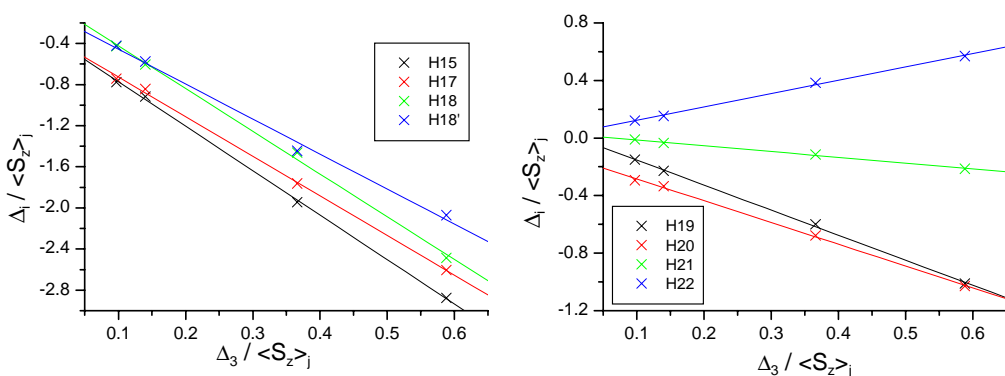 -0.4
-0.8
-1.2
-1.6
-2.0
-2.4
-2.8
Δi / <Sz>j
H15
H17
H18
H18'
0.1 0.2 0.3 0.4 0.5 0.6
Δ3 / <Sz>j
0.8
0.4
0.0
-0.4
-0.8
-1.2
Δi / <Sz>j
H19
H20
H21
H22
0.1 0.2 0.3 0.4 0.5 0.6
Δ3 / <Sz>j